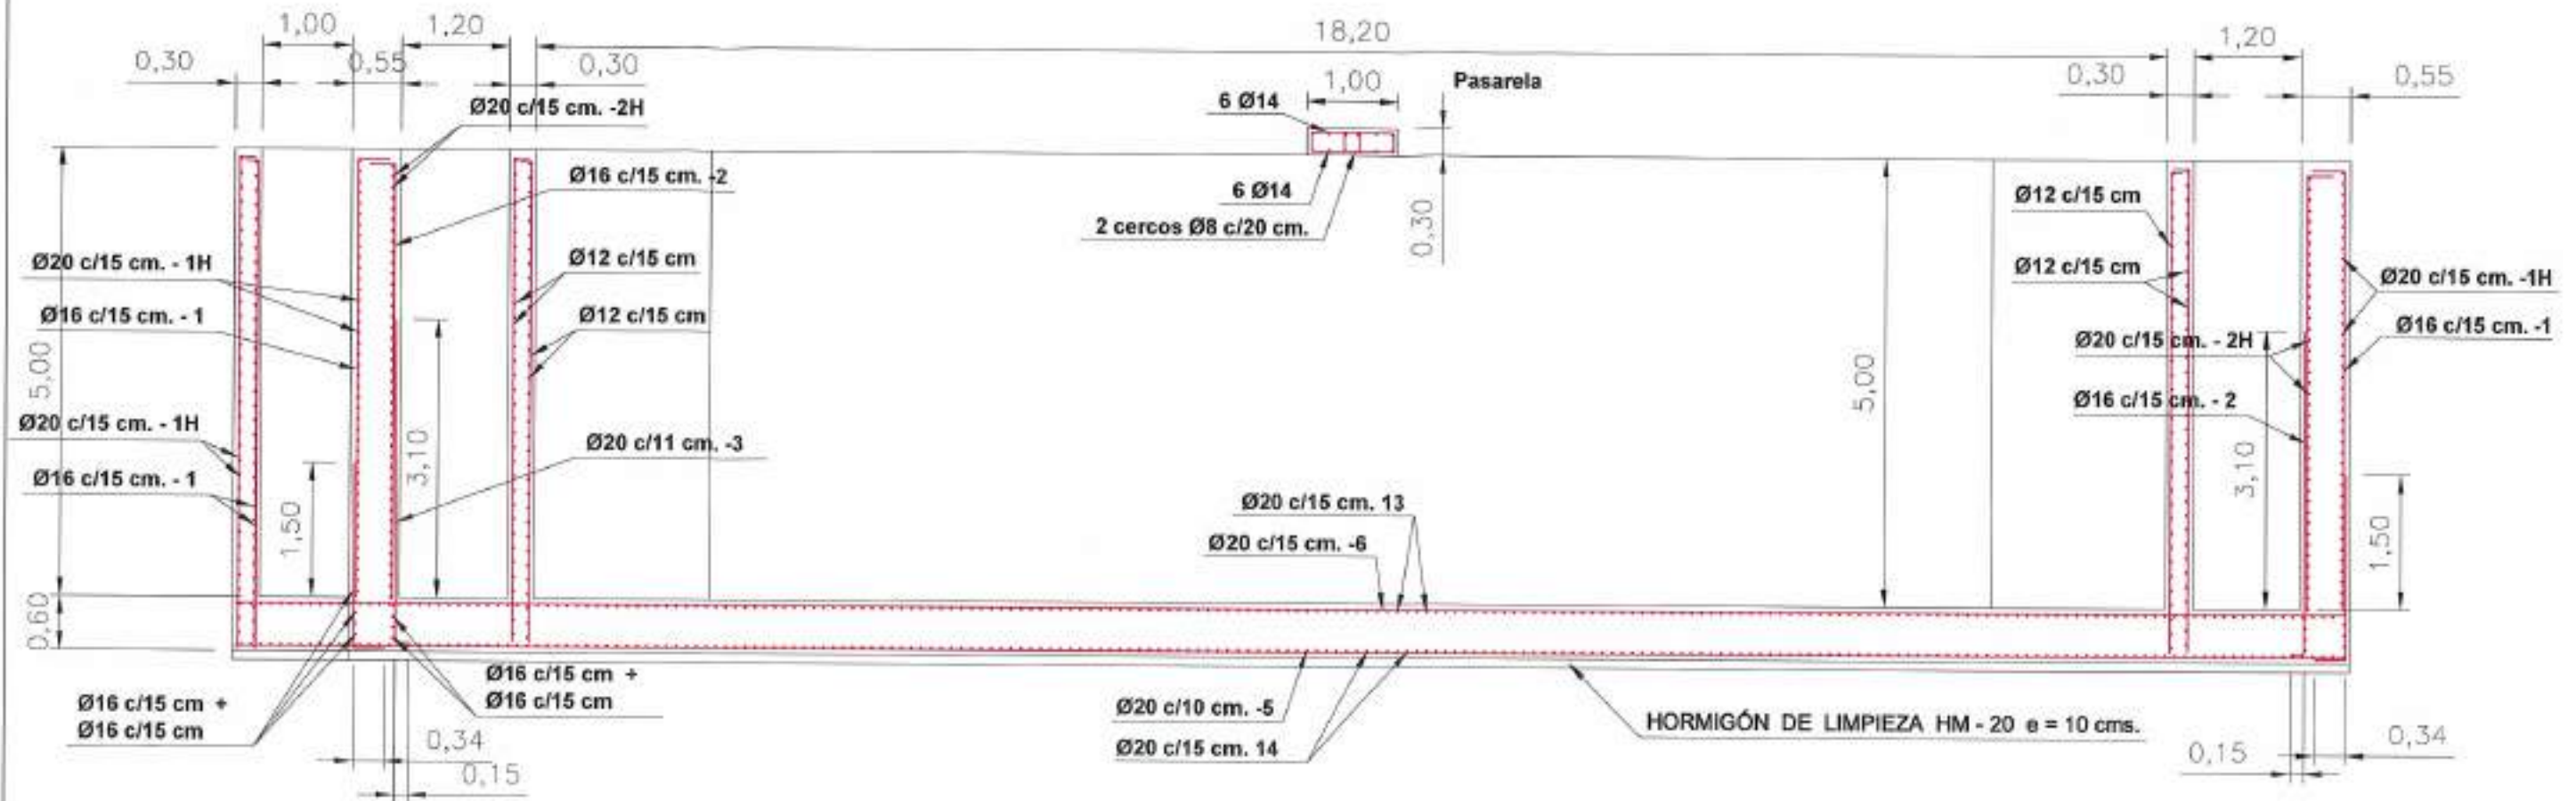 1,00
1,20
18,20
1,20
0,30
0,55
0,30
1,00
Pasarela
0,30
0,55
Ø20 c/15 cm. -2H
6 Ø14
Ø16 c/15 cm. -2
6 Ø14
Ø12 c/15 cm
2 cercos Ø8 c/20 cm.
0,30
Ø20 c/15 cm. - 1H
Ø12 c/15 cm
Ø12 c/15 cm
Ø20 c/15 cm. -1H
Ø16 c/15 cm. - 1
Ø12 c/15 cm
Ø16 c/15 cm. -1
Ø20 c/15 cm. - 2H
5,00
5,00
Ø16 c/15 cm. - 2
Ø20 c/15 cm. - 1H
Ø20 c/11 cm. -3
3,10
3,10
Ø16 c/15 cm. - 1
1,50
Ø20 c/15 cm. 13
1,50
Ø20 c/15 cm. -6
0,60
Ø16 c/15 cm +
Ø16 c/15 cm
Ø16 c/15 cm +
Ø16 c/15 cm
Ø20 c/10 cm. -5
HORMIGÓN DE LIMPIEZA HM - 20 e = 10 cms.
0,34
Ø20 c/15 cm. 14
0,15
0,34
0,15